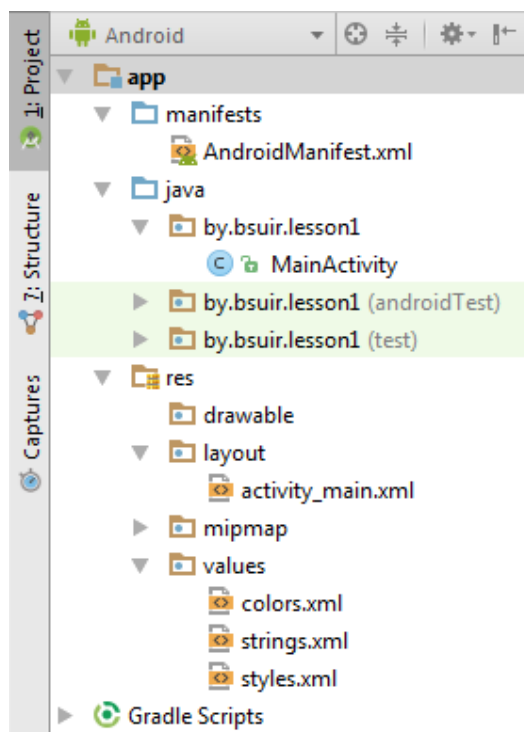 Android
1: Project
7: Structure
Captures
app
manifests
AndroidManifest.xml
java
by.bsuir.lesson1
C MainActivity
by.bsuir.lesson1 (androidTest)
by.bsuir.lesson1 (test)
res
drawable
layout
activity_main.xml
mipmap
values
colors.xml
strings.xml
styles.xml
Gradle Scripts